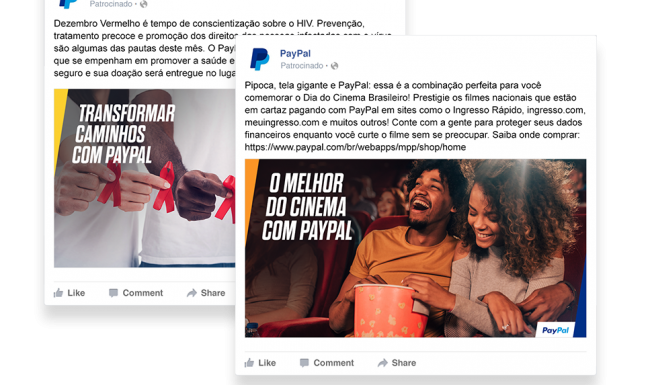 Patrocinado
Dezembro Vermelho é tempo de conscientização sobre o HIV. Prevenção,
tratamento precoce e promoção dos direitos
são algumas das pautas deste mês. O
que se empenham em promover a saúde e
seguro e sua doação será entregue no
TRANSFORMAR
CAMINHOS
COM PAYPAL
Like Comment Share
PayPal
Patrocinado
Pipoca, tela gigante e PayPal: essa é a combinação perfeita para você
comemorar o Dia do Cinema Brasileiro! Prestigie os filmes nacionais que estão
em cartaz pagando com PayPal em sites como o Ingresso Rápido, ingresso.com,
meuingresso.com e muitos outros! Conte com a gente para proteger seus dados
financeiros enquanto você curte o filme sem se preocupar. Saiba onde comprar:
https://www.paypal.com/br/webapps/mpp/shop/home
O MELHOR
DO CINEMA
COM PAYPAL
PayPal
Like Comment Share